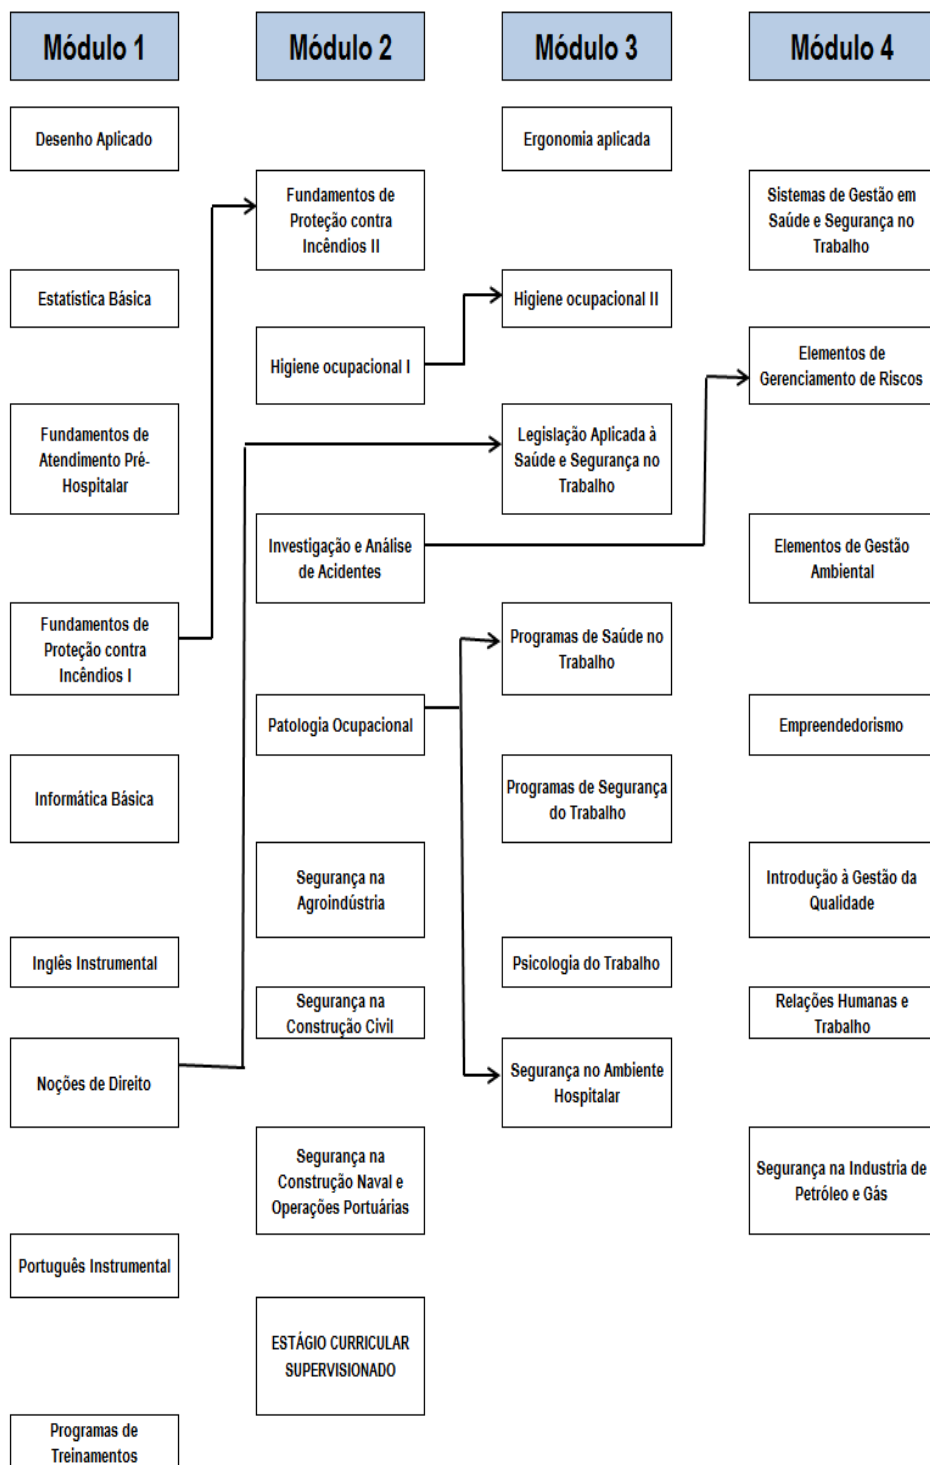 Módulo 1
Módulo 2
Módulo 3
Módulo 4
Desenho Aplicado
Estatística Básica
Fundamentos de
Atendimento Pré-
Hospitalar
Fundamentos de
Proteção contra
Incêndios I
Informática Básica
Inglês Instrumental
Noções de Direito
Português Instrumental
Programas de
Treinamentos
Fundamentos de
Proteção contra
Incêndios II
Higiene ocupacional I
Investigação e Análise
de Acidentes
Patologia Ocupacional
Segurança na
Agroindústria
Segurança na
Construção Civil
Segurança na
Construção Naval e
Operações Portuárias
ESTÁGIO CURRICULAR
SUPERVISIONADO
Ergonomia aplicada
Higiene ocupacional II
Legislação Aplicada à
Saúde e Segurança no
Trabalho
Programas de Saúde no
Trabalho
Programas de Segurança
do Trabalho
Psicologia do Trabalho
Segurança no Ambiente
Hospitalar
Sistemas de Gestão em
Saúde e Segurança no
Trabalho
Elementos de
Gerenciamento de Riscos
Elementos de Gestão
Ambiental
Empreendedorismo
Introdução à Gestão da
Qualidade
Relações Humanas e
Trabalho
Segurança na Industria de
Petróleo e Gás